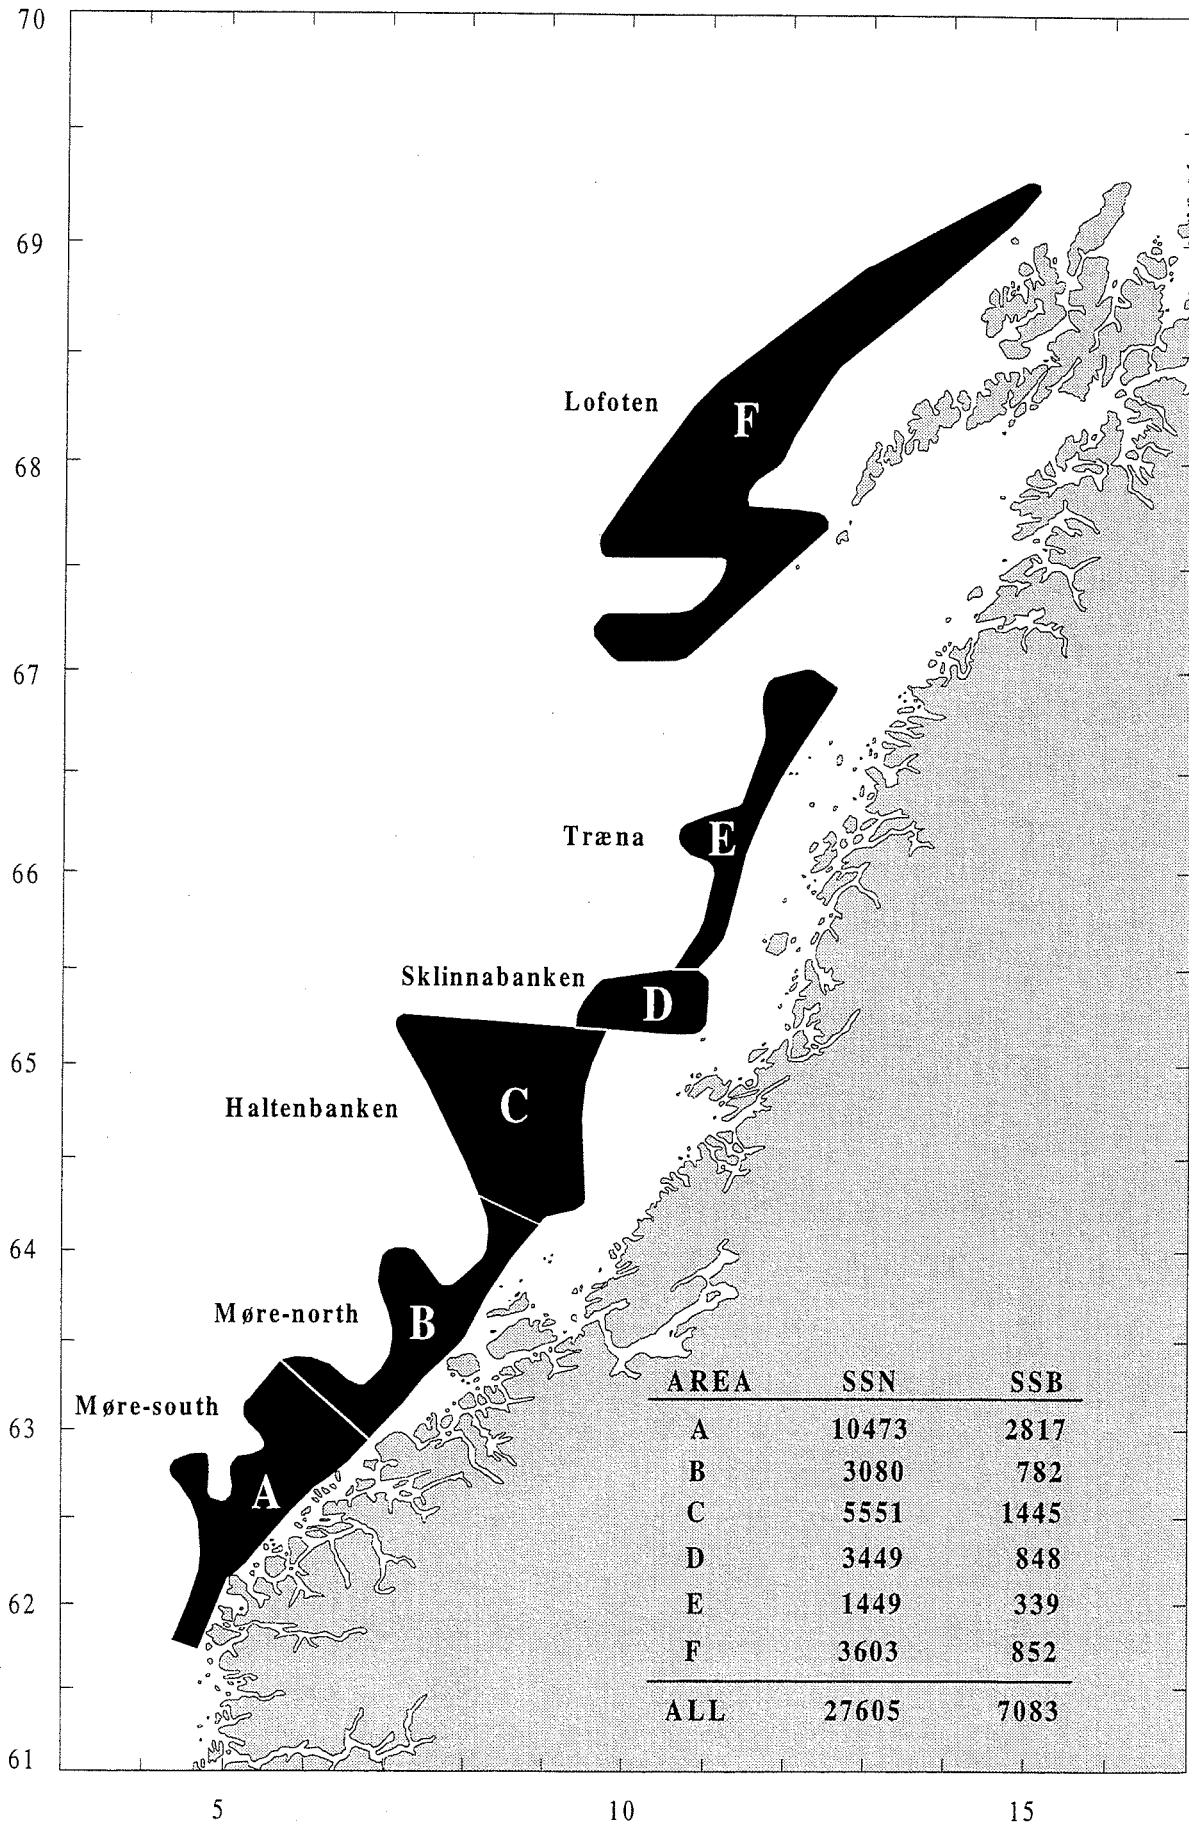 70
69
Lofoten
F
68
67
Træna
E
66
Sklinnabanken
D
65
Haltenbanken
C
64
Møre-north
B
Møre-south
63
A
62
61
AREA SSN SSB
A 10473 2817
B 3080 782
C 5551 1445
D 3449 848
E 1449 339
F 3603 852
ALL 27605 7083
5 10 15